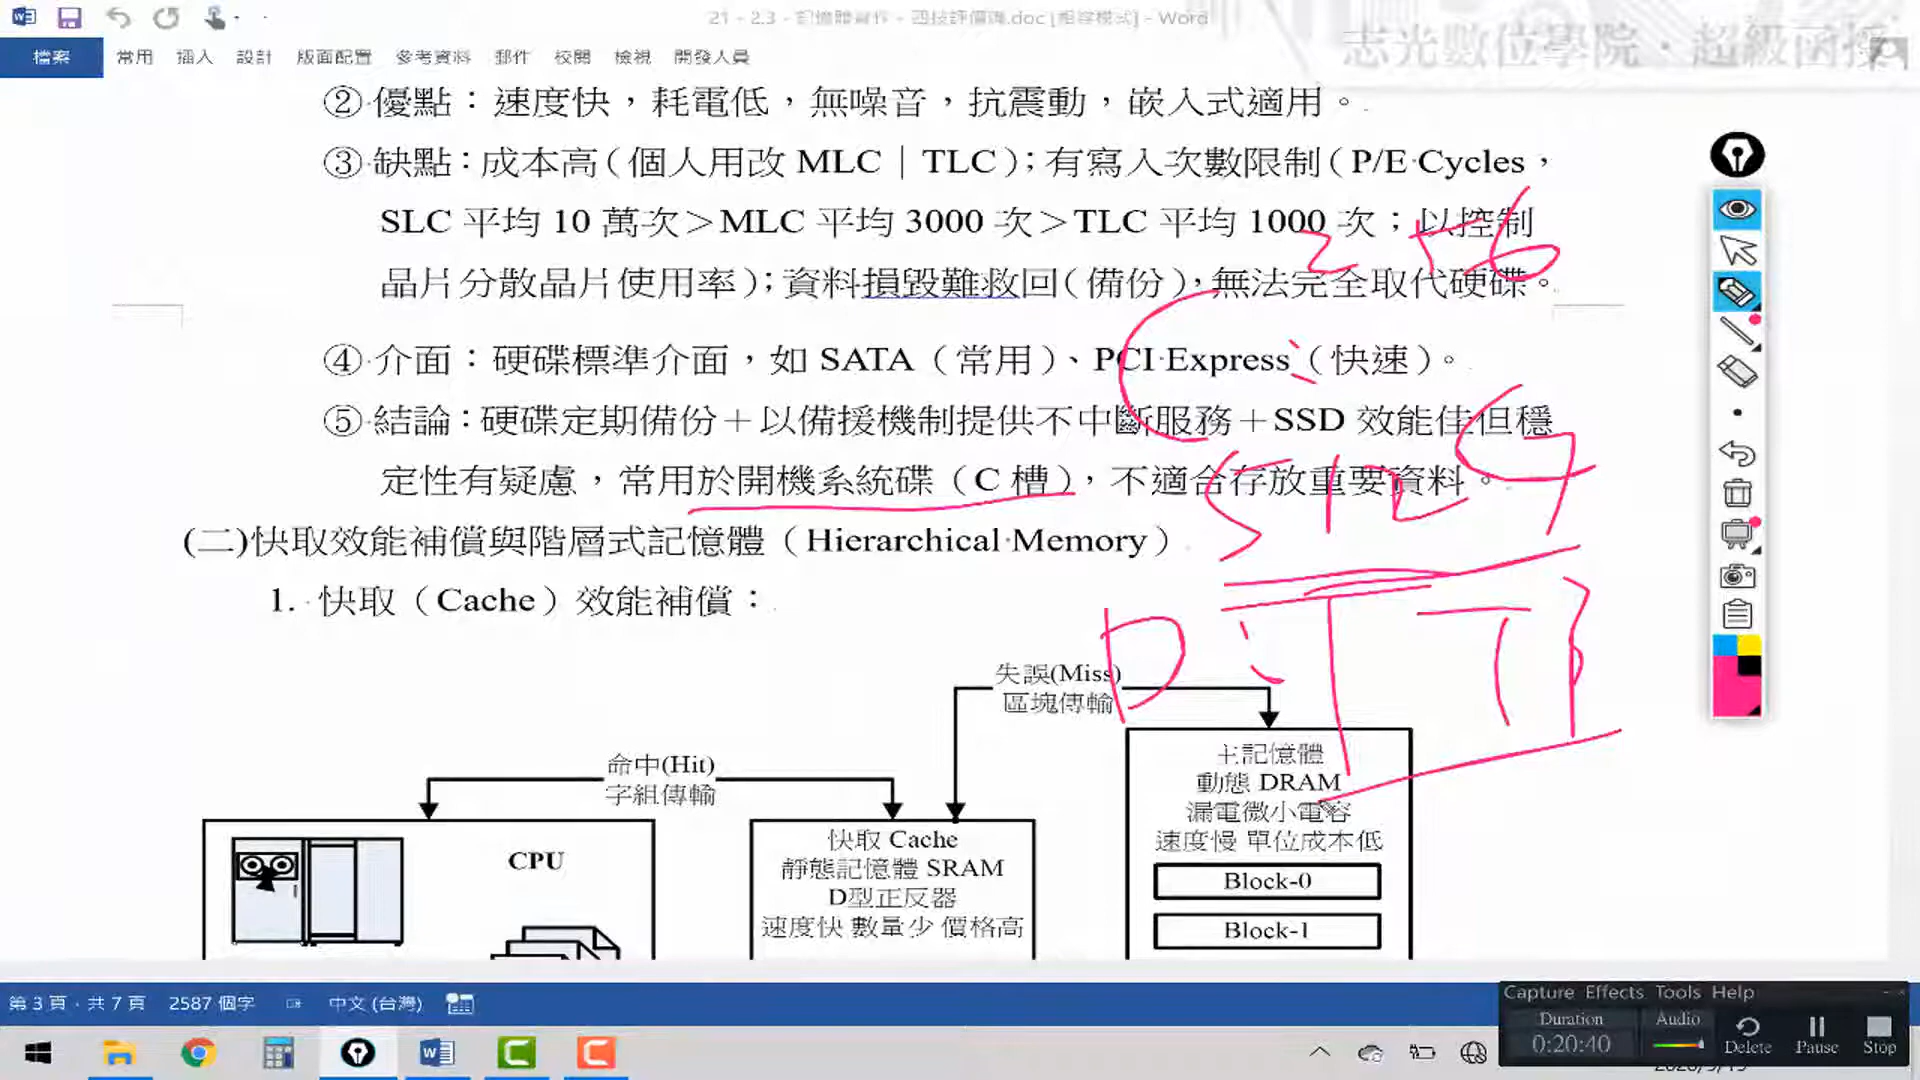 21 - 2.3 - 記憶體實作 - 四技評價碼.doc [相容模式] - Word
志光數位學院 · 超級函授
檔案 常用 插入 設計 版面配置 參考資料 郵件 校閱 檢視 開發人員
②優點：速度快，耗電低，無噪音，抗震動，嵌入式適用。
③缺點：成本高（個人用改 MLC｜TLC）；有寫入次數限制（P/E Cycles，
SLC 平均 10 萬次＞MLC 平均 3000 次＞TLC 平均 1000 次；以控制
晶片分散晶片使用率）；資料損毀難救回（備份），無法完全取代硬碟。
④介面：硬碟標準介面，如 SATA（常用）、PCI Express（快速）。
⑤結論：硬碟定期備份＋以備援機制提供不中斷服務＋SSD 效能佳但穩
定性有疑慮，常用於開機系統碟（C 槽），不適合存放重要資料。
(二)快取效能補償與階層式記憶體（Hierarchical Memory）
1. 快取（Cache）效能補償：
256
C:
512G
D:
T
TB
失誤(Miss)
區塊傳輸
命中(Hit)
字組傳輸
CPU
快取 Cache
靜態記憶體 SRAM
D型正反器
速度快 數量少 價格高
主記憶體
動態 DRAM
漏電微小電容
速度慢 單位成本低
Block-0
Block-1
第 3 頁，共 7 頁 2587 個字 中文 (台灣)
Capture Effects Tools Help
Duration
0:20:40
Audio
Delete Pause Stop